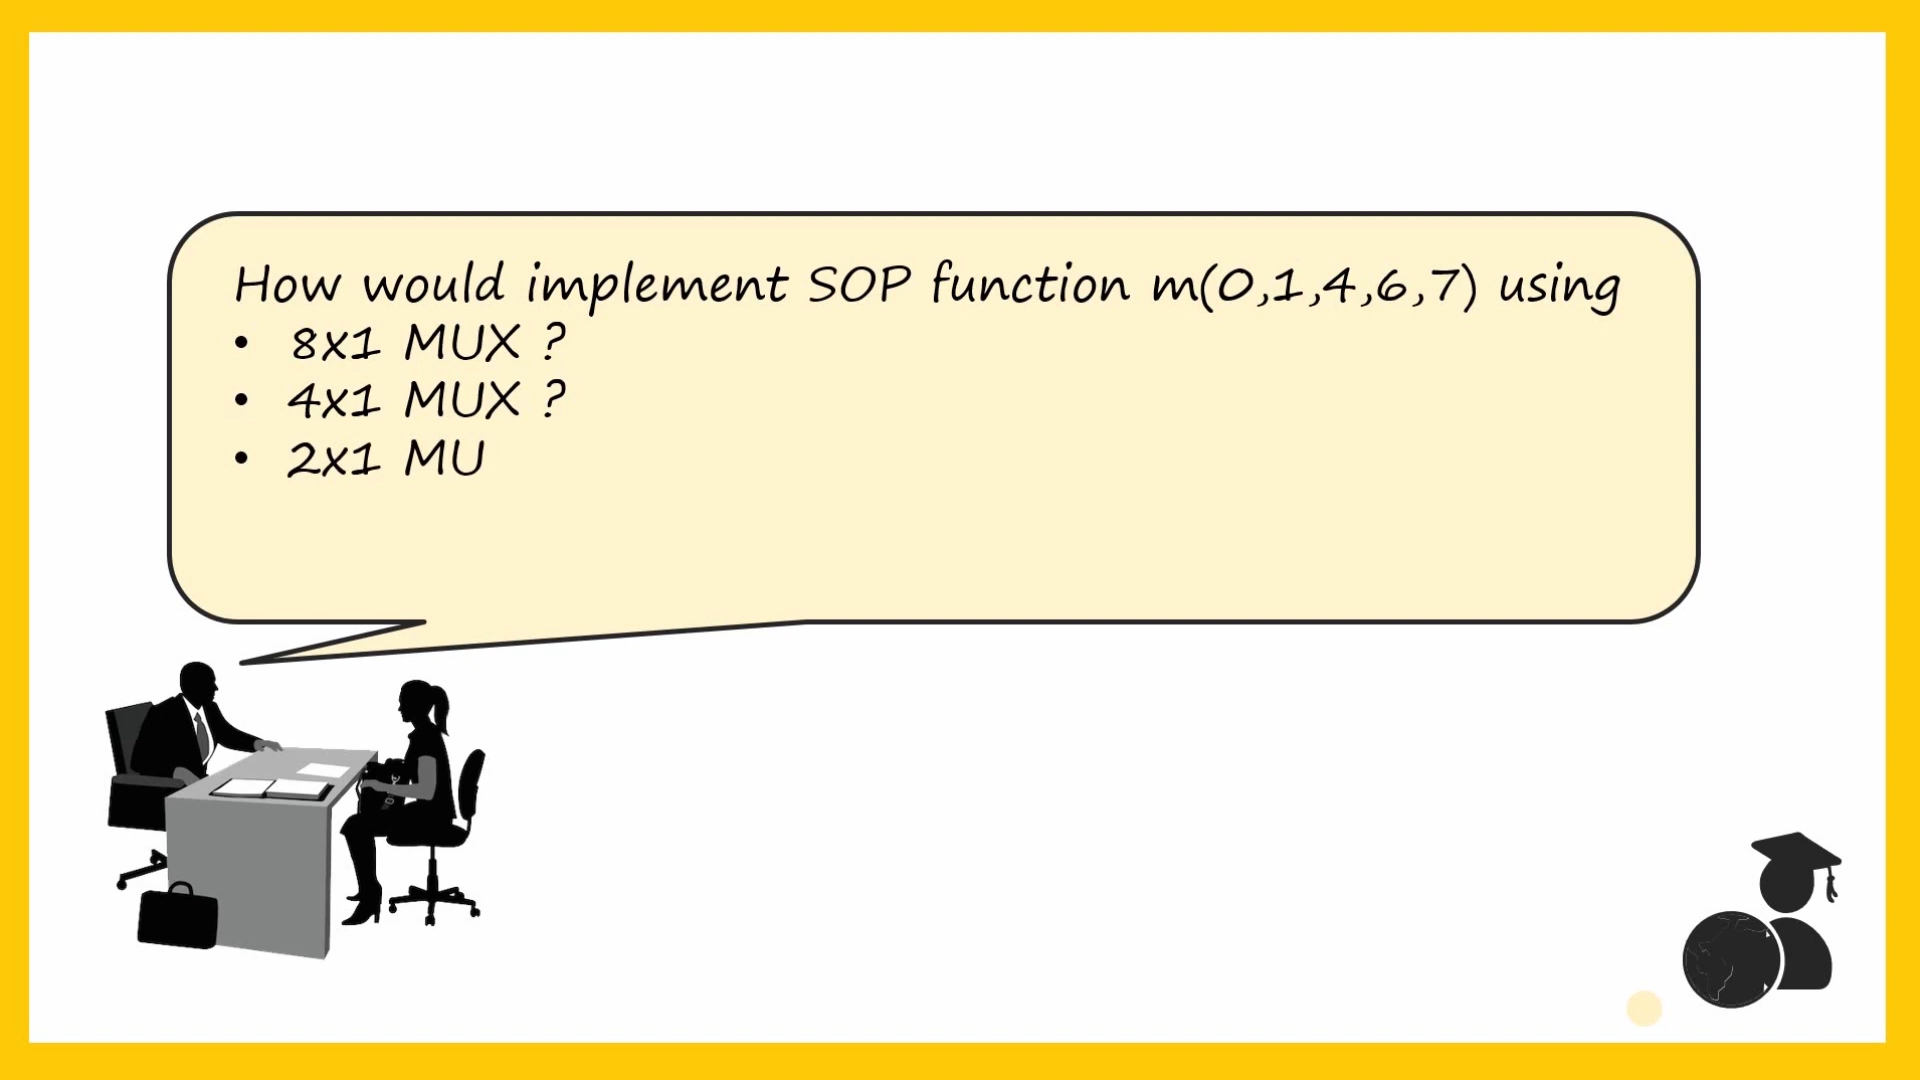 How would implement SOP function m(0,1,4,6,7) using
• 8x1 MUX ?
• 4x1 MUX ?
• 2x1 MU